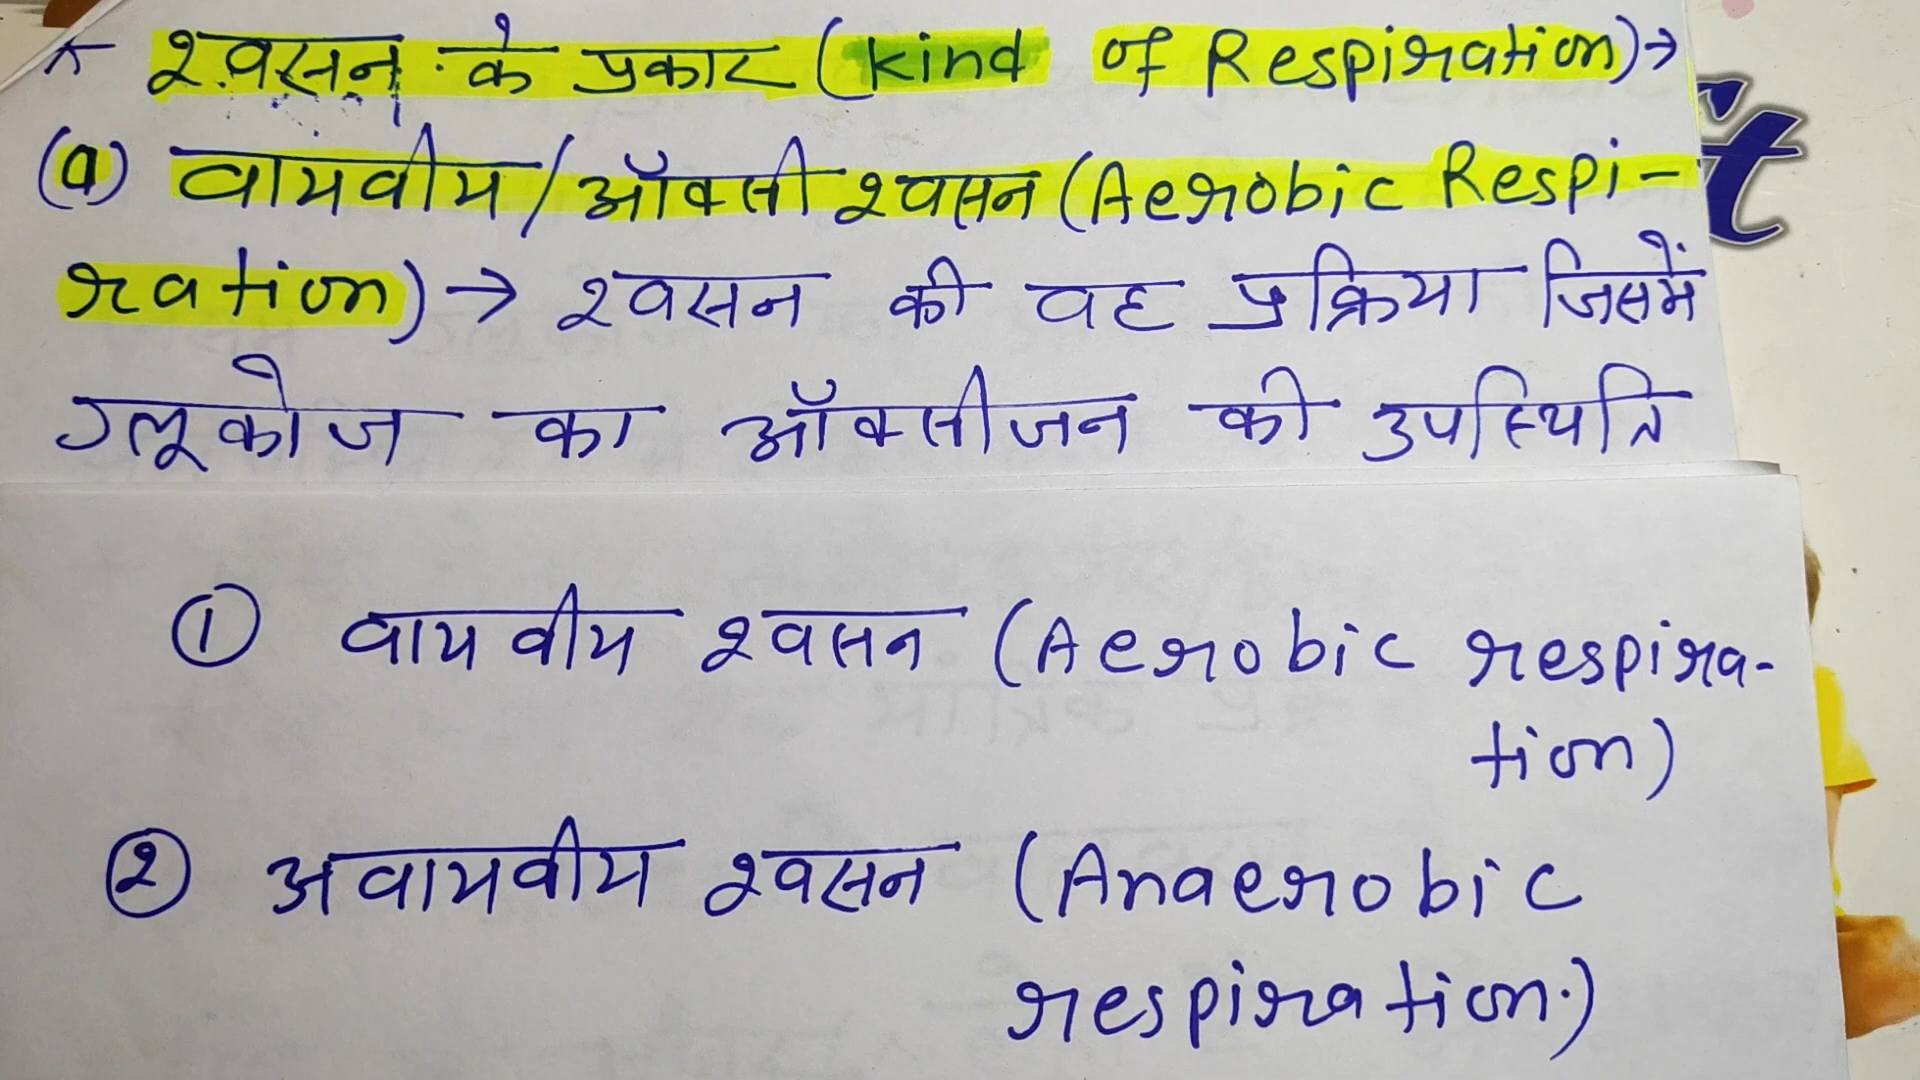 * श्वसन के प्रकार (kind of Respiration)→
(a) वायवीय/ऑक्सी श्वसन (Aerobic Respi-
ration) → श्वसन की वह प्रक्रिया जिसमें
ग्लूकोज का ऑक्सीजन की उपस्थिति
① वायवीय श्वसन (Aerobic respira-
tion)
② अवायवीय श्वसन (Anaerobic
respiration.)